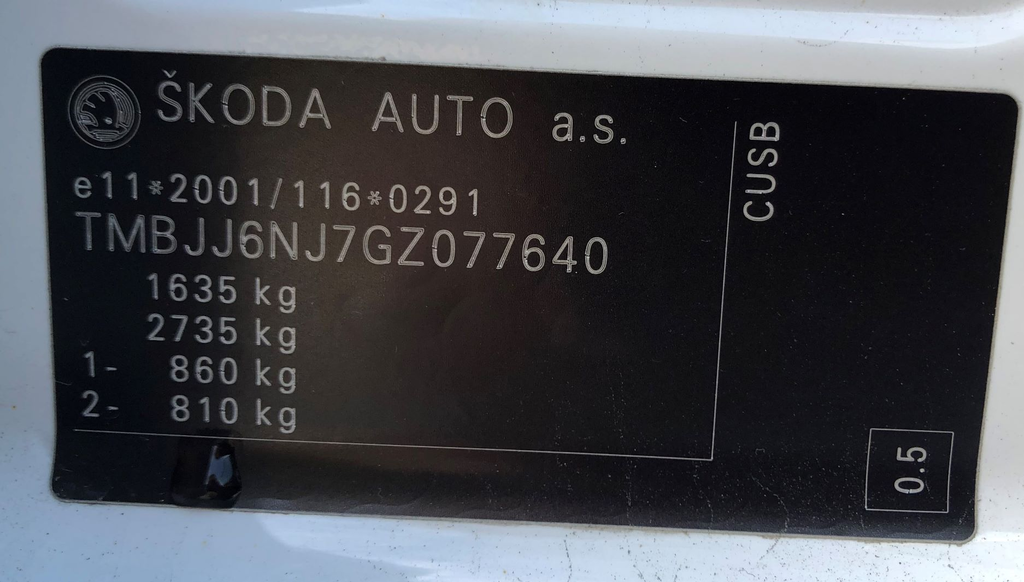 ŠKODA AUTO a.s.
e11*2001/116*0291
TMBJJ6NJ7GZ077640
1635 kg
2735 kg
1- 860 kg
2- 810 kg
CUSB
0.5